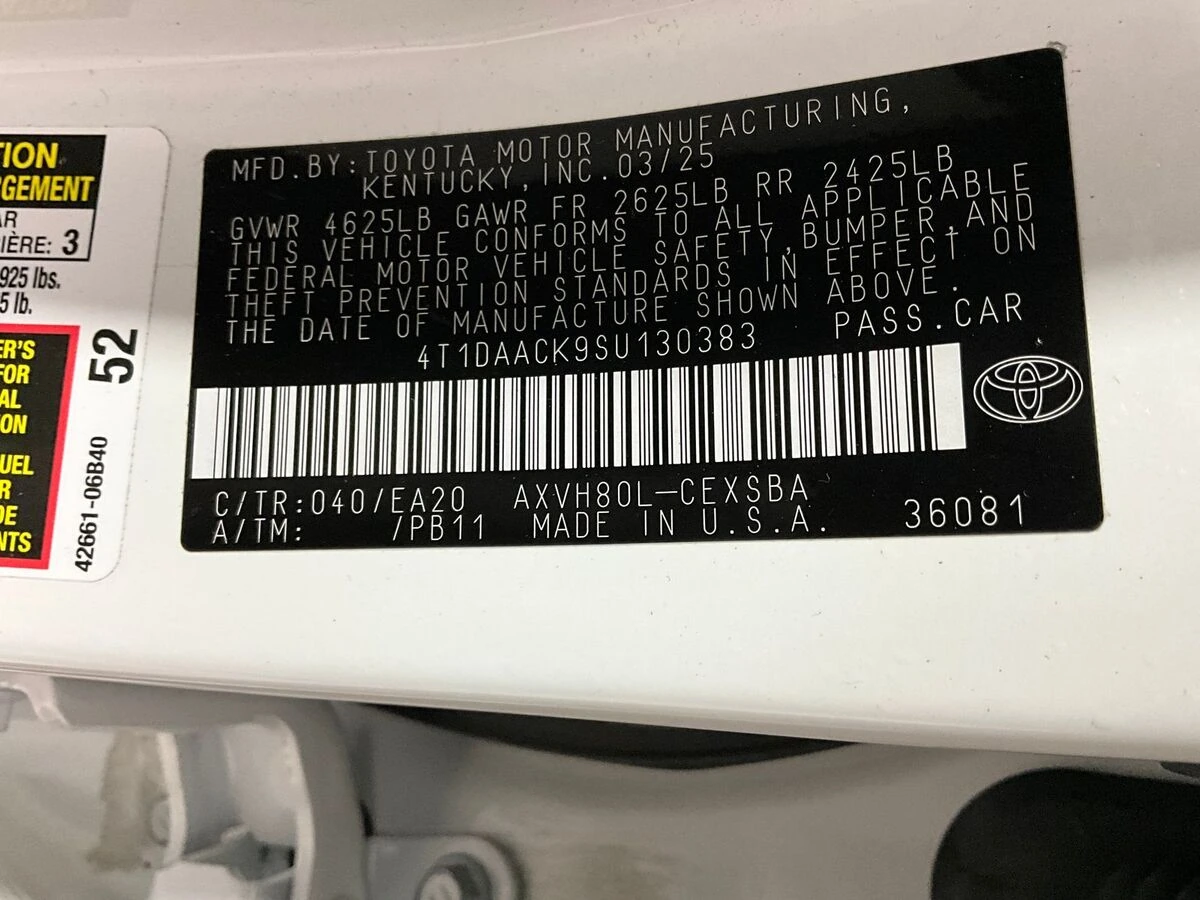 TION
RGEMENT
AR
IÈRE: 3
925 lbs.
5 lb.
ER'S
FOR
AL
ON
UEL
R
DE
NTS
52
42661-06B40
MFD.BY:TOYOTA MOTOR MANUFACTURING,
KENTUCKY,INC.03/25
GVWR 4625LB GAWR FR 2625LB RR 2425LB
THIS VEHICLE CONFORMS TO ALL APPLICABLE
FEDERAL MOTOR VEHICLE SAFETY,BUMPER,AND
THEFT PREVENTION STANDARDS IN EFFECT ON
THE DATE OF MANUFACTURE SHOWN ABOVE.
4T1DAACK9SU130383 PASS.CAR
C/TR:040/EA20 AXVH80L-CEXSBA
A/TM: /PB11 MADE IN U.S.A. 36081